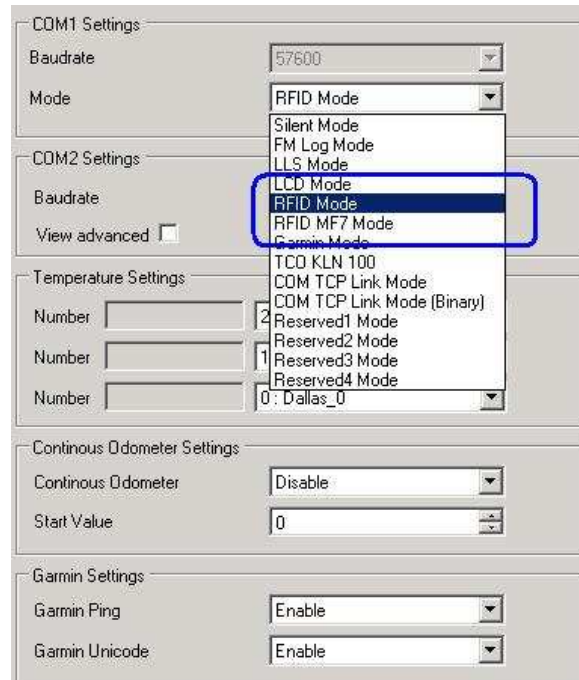 COM1 Settings
Baudrate 57600
Mode RFID Mode
Silent Mode
FM Log Mode
LLS Mode
COM2 Settings
LCD Mode
Baudrate RFID Mode
RFID MF7 Mode
View advanced Garmin Mode
TCO KLN 100
Temperature Settings COM TCP Link Mode
COM TCP Link Mode (Binary)
Number 2
Reserved1 Mode
Reserved2 Mode
Number 1
Reserved3 Mode
Reserved4 Mode
Number 0 : Dallas_0
Continous Odometer Settings
Continous Odometer Disable
Start Value 0
Garmin Settings
Garmin Ping Enable
Garmin Unicode Enable